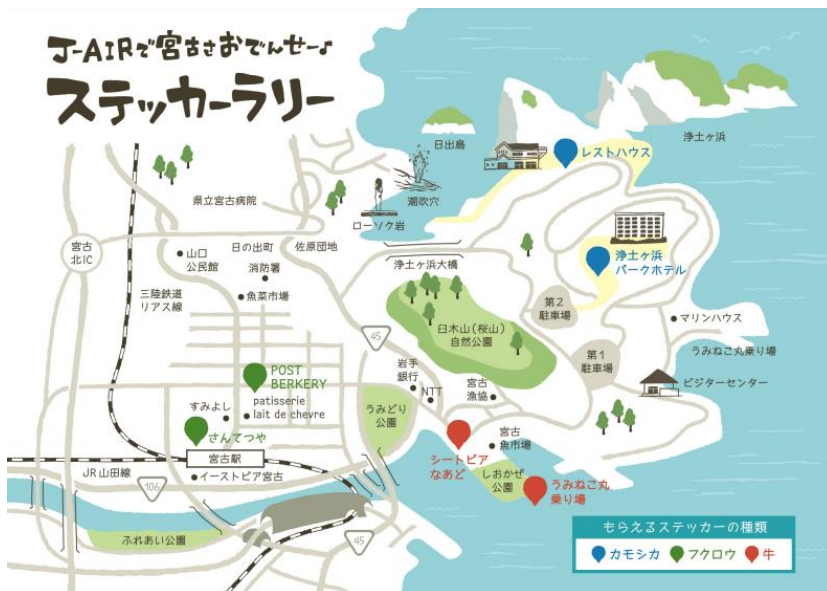 J-AIRで宮古さおでんせー♪
ステッカーラリー
日出島
浄土ヶ浜
レストハウス
潮吹穴
ローソク岩
県立宮古病院
宮古
北IC
山口
公民館
日の出町
消防署
佐原団地
浄土ヶ浜大橋
浄土ヶ浜
パークホテル
三陸鉄道
リアス線
魚菜市場
45
臼木山(桜山)
自然公園
第2
駐車場
マリンハウス
うみねこ丸乗り場
第1
駐車場
ビジターセンター
岩手
銀行
NTT
宮古
漁協
POST
BERKERY
patisserie
lait de chevre
すみよし
うみどり
公園
さんてつや
宮古駅
宮古
魚市場
シートピア
なあど
しおかぜ
公園
うみねこ丸
乗り場
JR山田線
106
イーストピア宮古
ふれあい公園
45
もらえるステッカーの種類
カモシカ フクロウ 牛